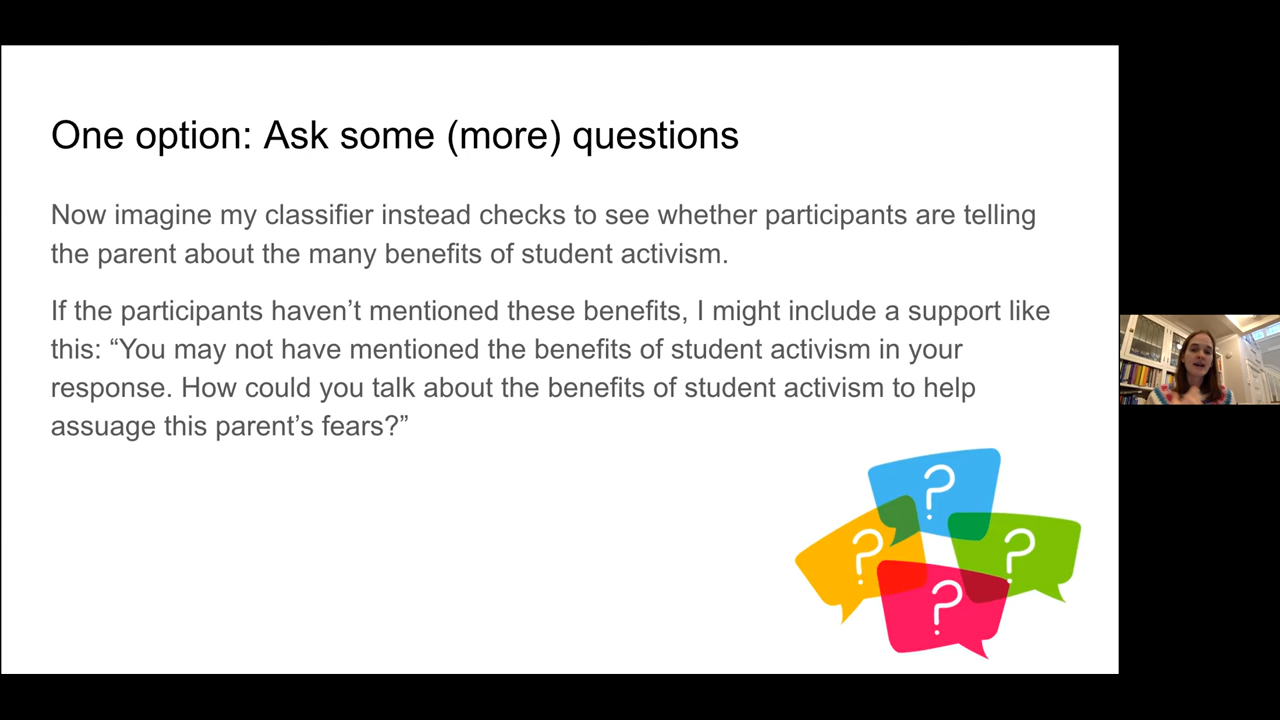 One option: Ask some (more) questions
Now imagine my classifier instead checks to see whether participants are telling
the parent about the many benefits of student activism.
If the participants haven’t mentioned these benefits, I might include a support like
this: “You may not have mentioned the benefits of student activism in your
response. How could you talk about the benefits of student activism to help
assuage this parent’s fears?”
?
?
?
?